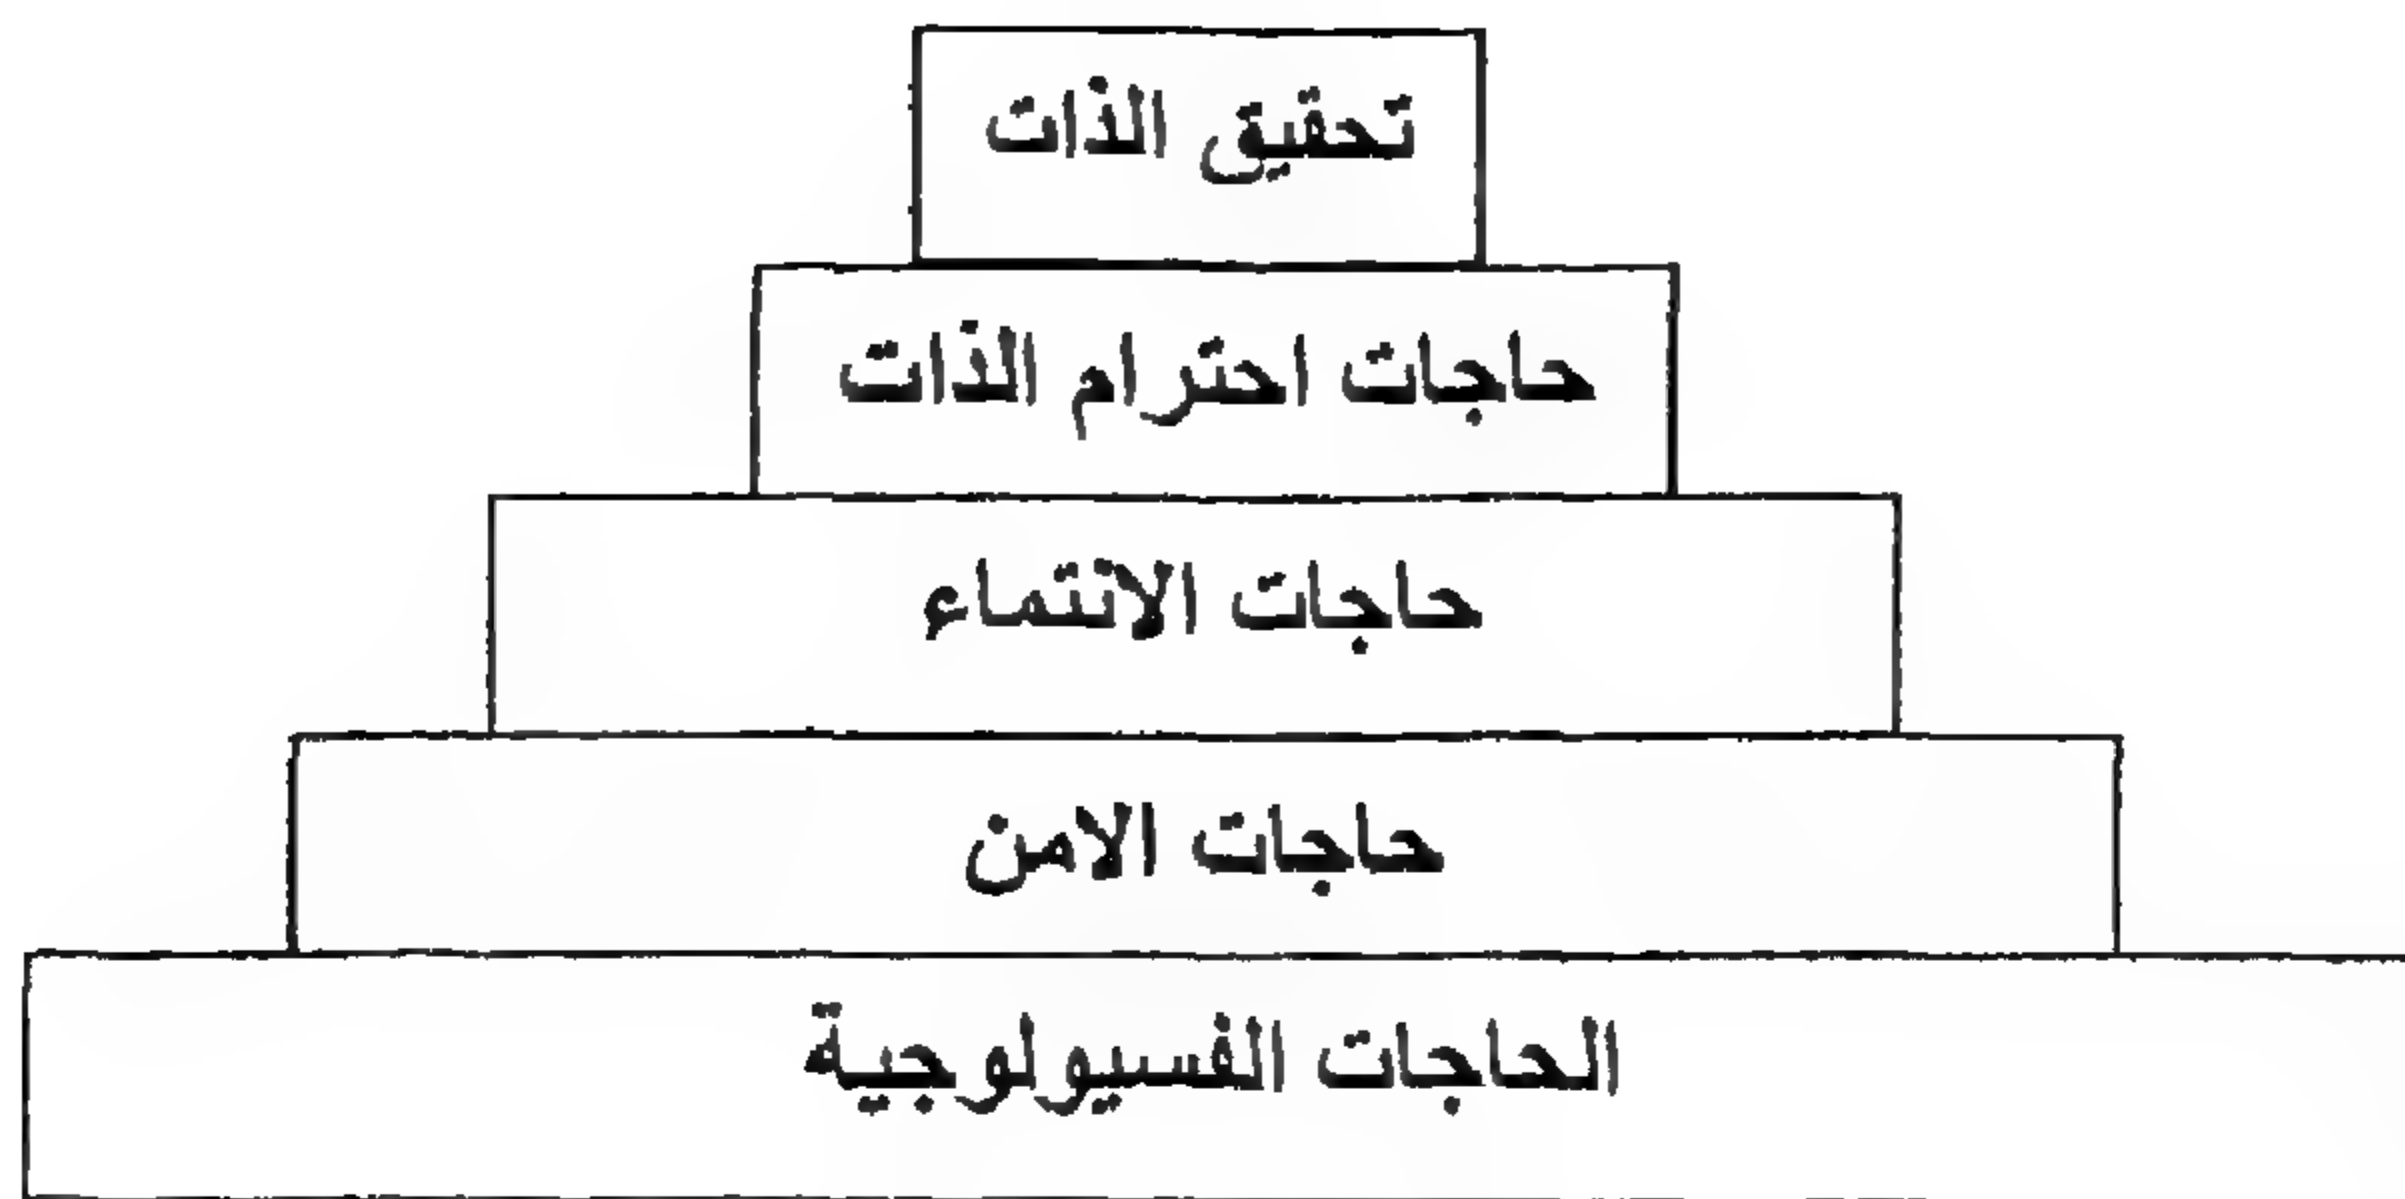 تحقيق الذات
حاجات احترام الذات
حاجات الانتماء
حاجات الامن
الحاجات الفسيولوجية